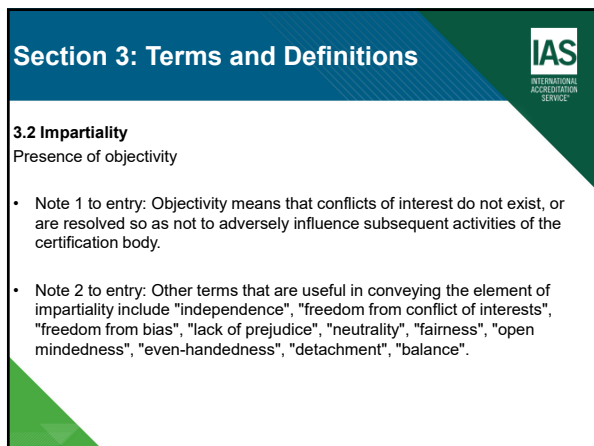 Section 3: Terms and Definitions
IAS
INTERNATIONAL
ACCREDITATION
SERVICE®
3.2 Impartiality
Presence of objectivity
• Note 1 to entry: Objectivity means that conflicts of interest do not exist, or
are resolved so as not to adversely influence subsequent activities of the
certification body.
• Note 2 to entry: Other terms that are useful in conveying the element of
impartiality include "independence", "freedom from conflict of interests",
"freedom from bias", "lack of prejudice", "neutrality", "fairness", "open
mindedness", "even-handedness", "detachment", "balance".